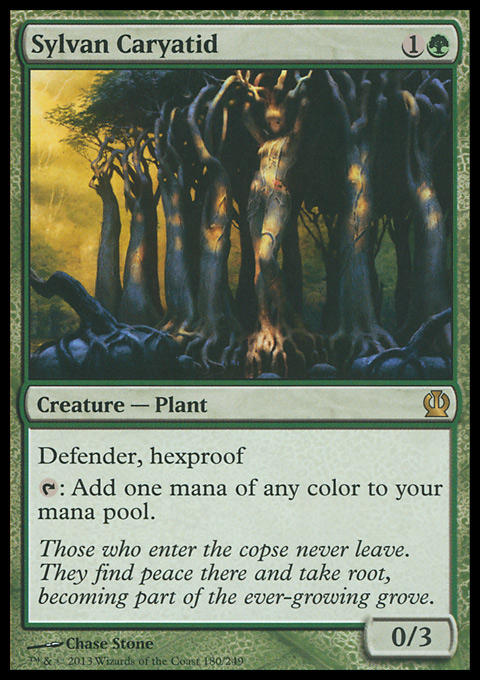 Sylvan Caryatid 1
Creature — Plant
Defender, hexproof
: Add one mana of any color to your
mana pool.
Those who enter the copse never leave.
They find peace there and take root,
becoming part of the ever-growing grove.
Chase Stone
0/3
™ & © 2013 Wizards of the Coast 180/249